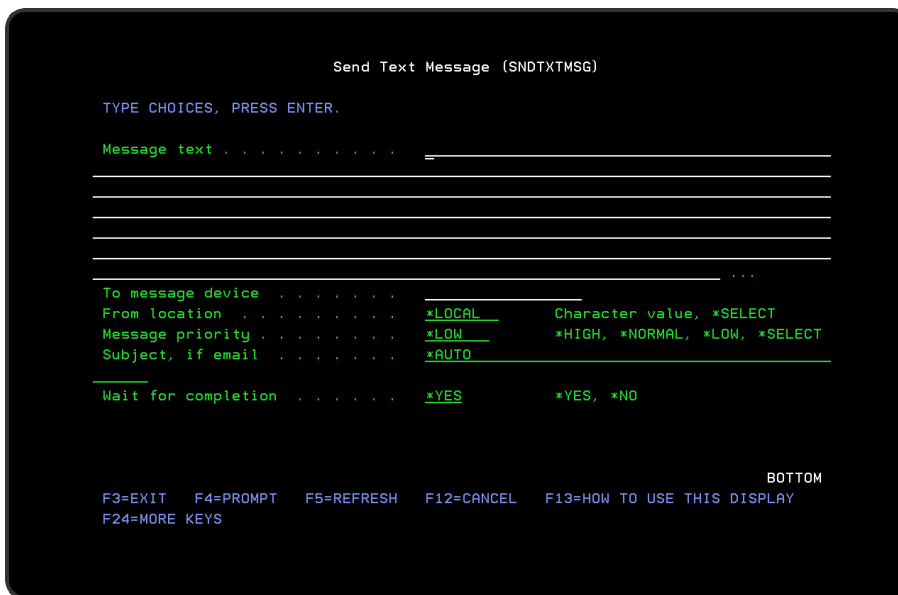 Send Text Message (SNDTXTMSG)
TYPE CHOICES, PRESS ENTER.
Message text . . . . . . . . . .
...
To message device . . . . . . .
From location . . . . . . . . . *LOCAL Character value, *SELECT
Message priority . . . . . . . . *LOW *HIGH, *NORMAL, *LOW, *SELECT
Subject, if email . . . . . . . *AUTO
Wait for completion . . . . . . *YES *YES, *NO
BOTTOM
F3=EXIT F4=PROMPT F5=REFRESH F12=CANCEL F13=HOW TO USE THIS DISPLAY
F24=MORE KEYS